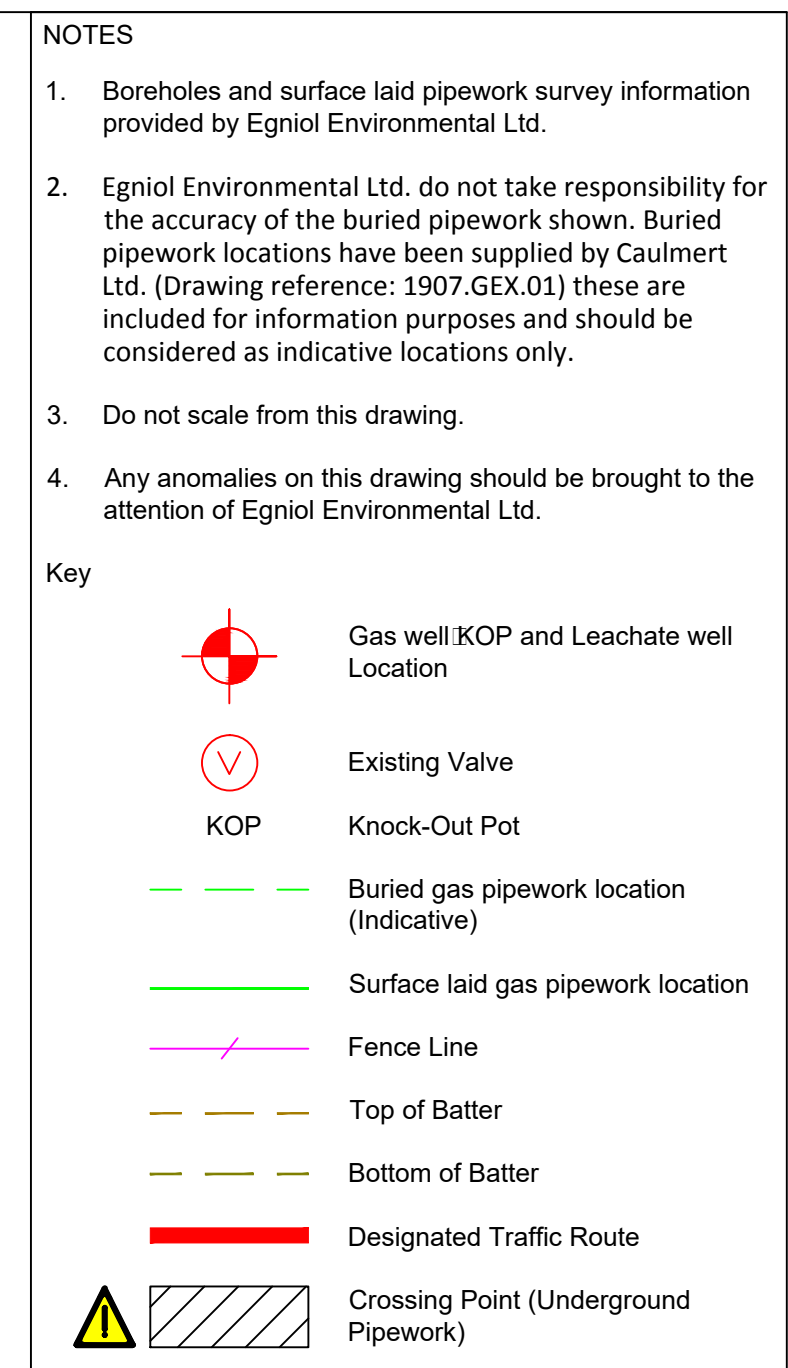 NOTES
1. Boreholes and surface laid pipework survey information
provided by Egniol Environmental Ltd.
2. Egniol Environmental Ltd. do not take responsibility for
the accuracy of the buried pipework shown. Buried
pipework locations have been supplied by Caulmert
Ltd. (Drawing reference: 1907.GEX.01) these are
included for information purposes and should be
considered as indicative locations only.
3. Do not scale from this drawing.
4. Any anomalies on this drawing should be brought to the
attention of Egniol Environmental Ltd.
Key
Gas well KOP and Leachate well
Location
V Existing Valve
KOP Knock-Out Pot
Buried gas pipework location
(Indicative)
Surface laid gas pipework location
Fence Line
Top of Batter
Bottom of Batter
Designated Traffic Route
! Crossing Point (Underground
Pipework)